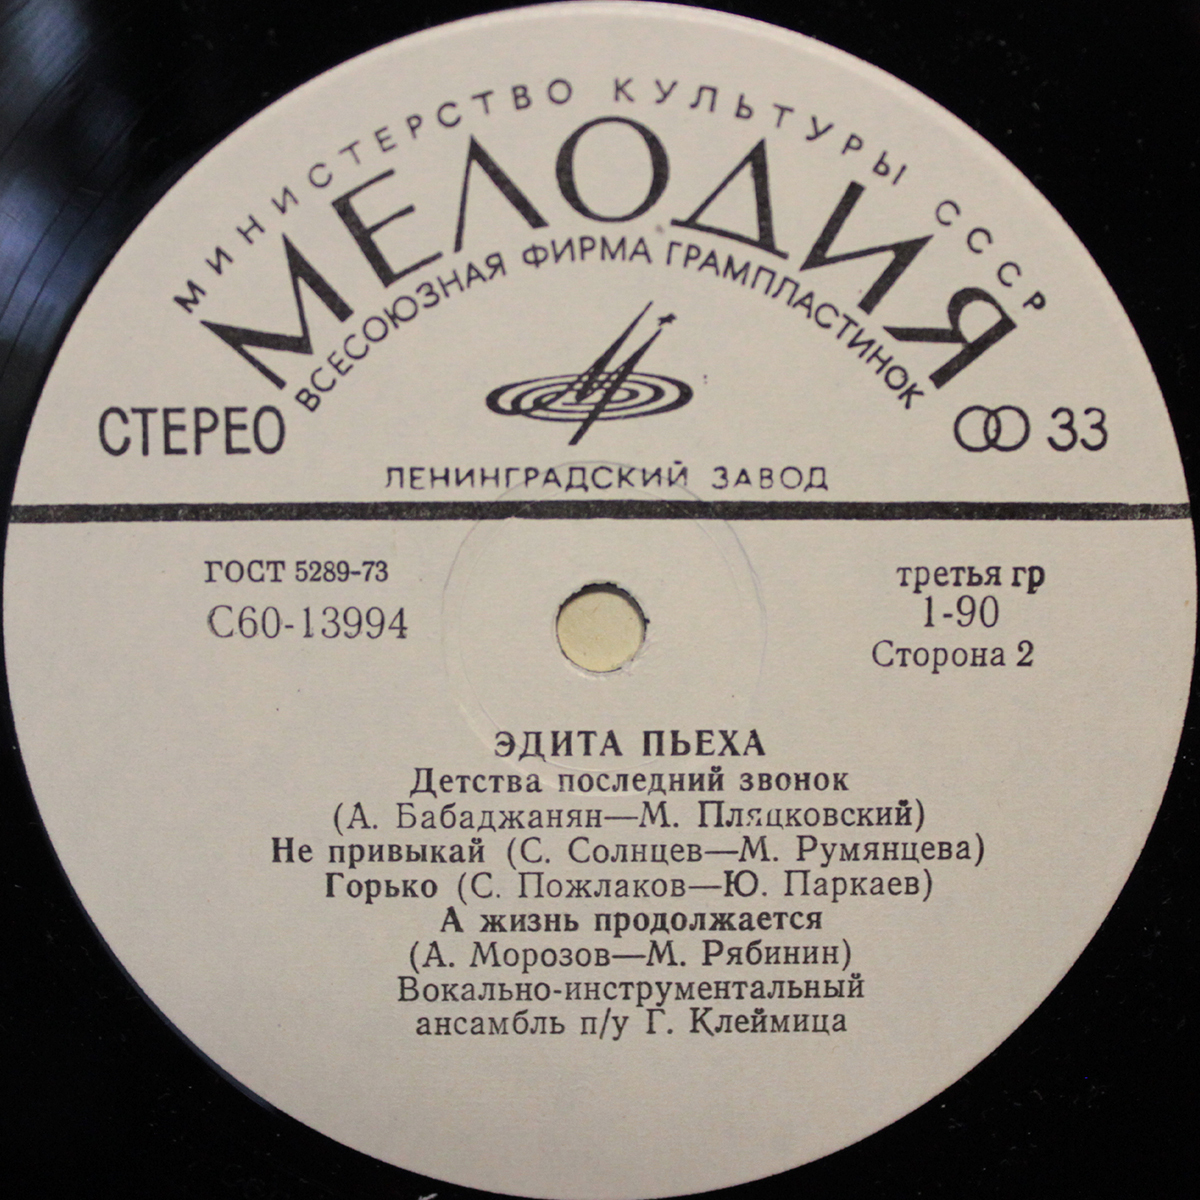 МИНИСТЕРСТВО КУЛЬТУРЫ СССР
МЕЛОДИЯ
ВСЕСОЮЗНАЯ ФИРМА ГРАМПЛАСТИНОК
СТЕРЕО
33
ЛЕНИНГРАДСКИЙ ЗАВОД
ГОСТ 5289-73
С60-13994
третья гр
1-90
Сторона 2
ЭДИТА ПЬЕХА
Детства последний звонок
(А. Бабаджанян—М. Пляцковский)
Не привыкай (С. Солнцев—М. Румянцева)
Горько (С. Пожлаков—Ю. Паркаев)
А жизнь продолжается
(А. Морозов—М. Рябинин)
Вокально-инструментальный
ансамбль п/у Г. Клеймица